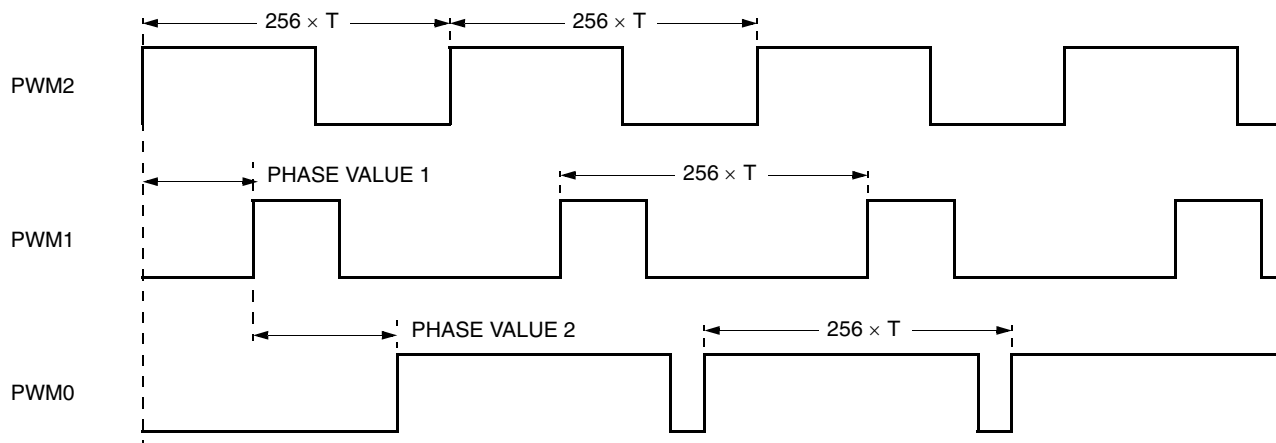 256 × T 256 × T
PWM2
PHASE VALUE 1 256 × T
PWM1
PHASE VALUE 2 256 × T
PWM0